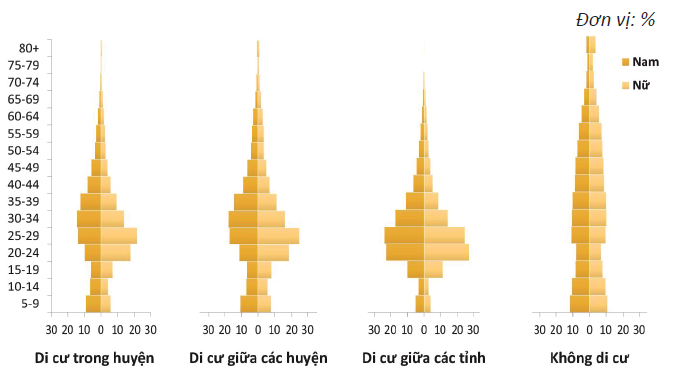 Đơn vị: %
80+
75-79
70-74
65-69
60-64
55-59
50-54
45-49
40-44
35-39
30-34
25-29
20-24
15-19
10-14
5-9
Nam
Nữ
30 20 10 0 10 20 30
30 20 10 0 10 20 30
30 20 10 0 10 20 30
30 20 10 0 10 20 30
Di cư trong huyện
Di cư giữa các huyện
Di cư giữa các tỉnh
Không di cư